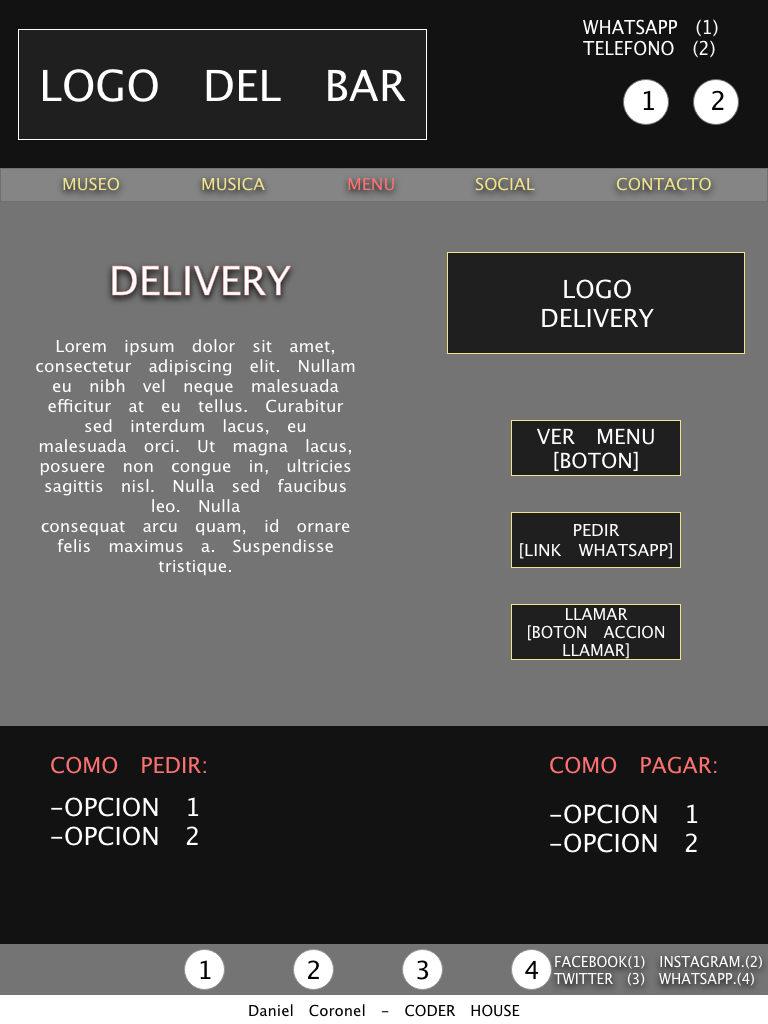 LOGO DEL BAR
WHATSAPP (1)
TELEFONO (2)
1 2
MUSEO MUSICA MENU SOCIAL CONTACTO
DELIVERY
Lorem ipsum dolor sit amet,
consectetur adipiscing elit. Nullam
eu nibh vel neque malesuada
efficitur at eu tellus. Curabitur
sed interdum lacus, eu
malesuada orci. Ut magna lacus,
posuere non congue in, ultricies
sagittis nisl. Nulla sed faucibus
leo. Nulla
consequat arcu quam, id ornare
felis maximus a. Suspendisse
tristique.
LOGO
DELIVERY
VER MENU
[BOTON]
PEDIR
[LINK WHATSAPP]
LLAMAR
[BOTON ACCION
LLAMAR]
COMO PEDIR:
-OPCION 1
-OPCION 2
COMO PAGAR:
-OPCION 1
-OPCION 2
1 2 3 4
FACEBOOK(1) INSTAGRAM.(2)
TWITTER (3) WHATSAPP.(4)
Daniel Coronel - CODER HOUSE